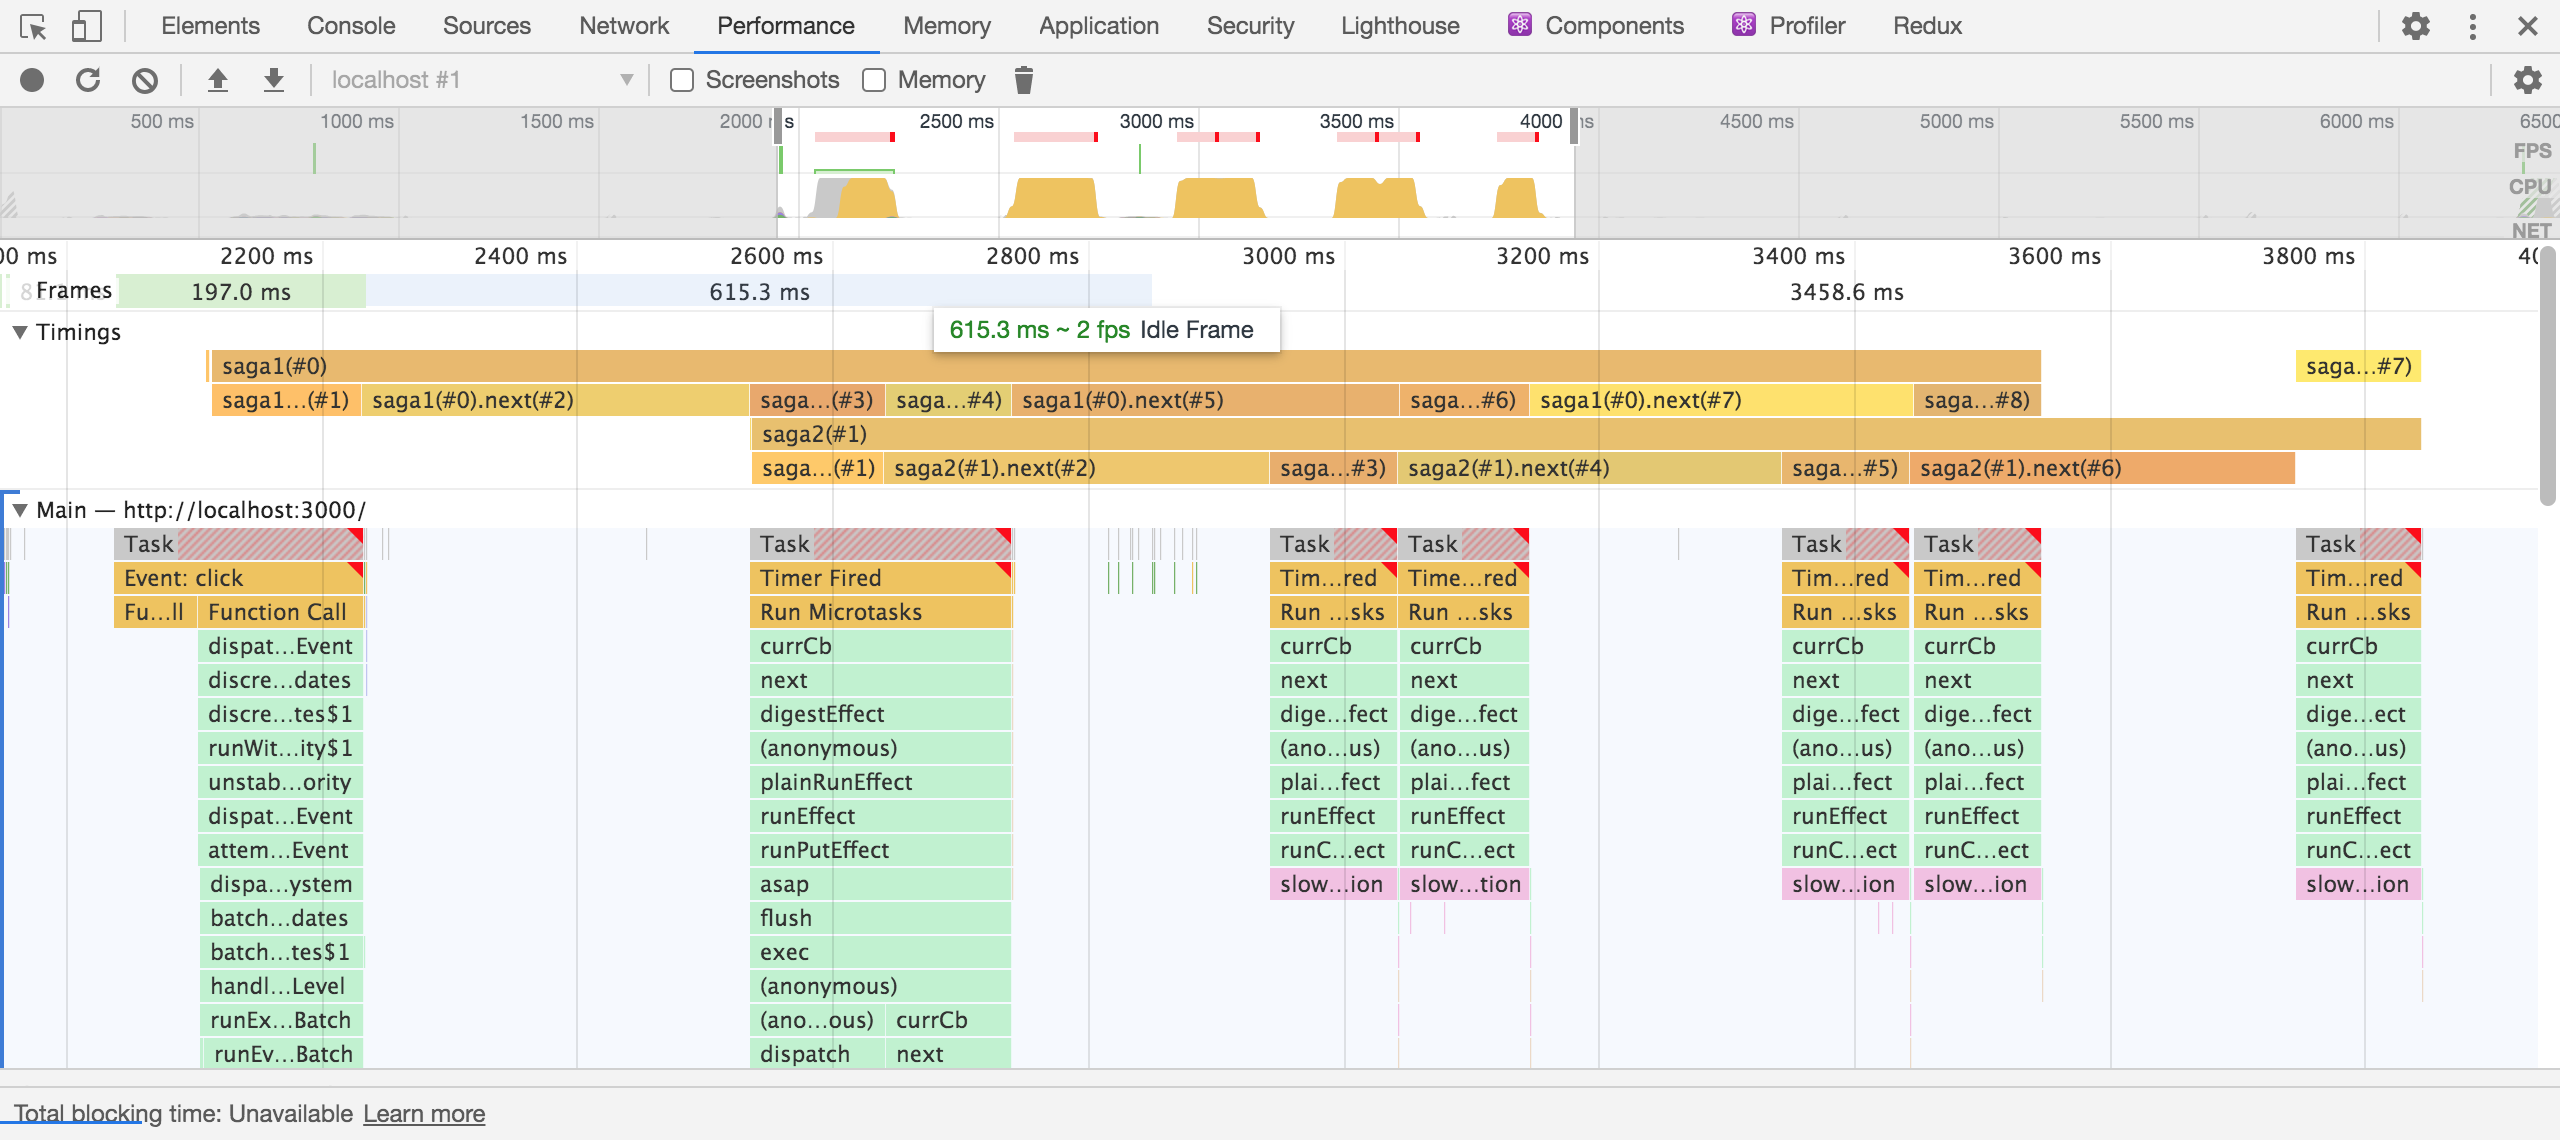 Elements Console Sources Network Performance Memory Application Security Lighthouse Components Profiler Redux
localhost #1 Screenshots Memory
500 ms 1000 ms 1500 ms 2000 ms 2500 ms 3000 ms 3500 ms 4000 ms 4500 ms 5000 ms 5500 ms 6000 ms 6500
FPS
CPU
NET
00 ms 2200 ms 2400 ms 2600 ms 2800 ms 3000 ms 3200 ms 3400 ms 3600 ms 3800 ms 40
Frames 197.0 ms 615.3 ms 3458.6 ms
615.3 ms ~ 2 fps Idle Frame
Timings
saga1(#0) saga…#7)
saga1…(#1) saga1(#0).next(#2) saga…(#3) saga…#4) saga1(#0).next(#5) saga…#6) saga1(#0).next(#7) saga…#8)
saga2(#1)
saga…(#1) saga2(#1).next(#2) saga…#3) saga2(#1).next(#4) saga…#5) saga2(#1).next(#6)
Main — http://localhost:3000/
Task Task Task Task Task Task Task
Event: click Timer Fired Tim…red Time…red Tim…red Tim…red Tim…red
Fu…ll Function Call Run Microtasks Run …sks Run …sks Run …sks Run …sks Run …sks
dispat…Event currCb currCb currCb currCb currCb currCb
discre…dates next next next next next next
discre…tes$1 digestEffect dige…fect dige…fect dige…fect dige…fect dige…ect
runWit…ity$1 (anonymous) (ano…us) (ano…us) (ano…us) (ano…us) (ano…us)
unstab…ority plainRunEffect plai…fect plai…fect plai…fect plai…fect plai…fect
dispat…Event runEffect runEffect runEffect runEffect runEffect runEffect
attem…Event runPutEffect runC…ect runC…ect runC…ect runC…ect runC…ect
dispa…ystem asap slow…ion slow…tion slow…ion slow…ion slow…ion
batch…dates flush
batch…tes$1 exec
handl…Level (anonymous)
runEx…Batch (ano…ous) currCb
runEv…Batch dispatch next
Total blocking time: Unavailable Learn more